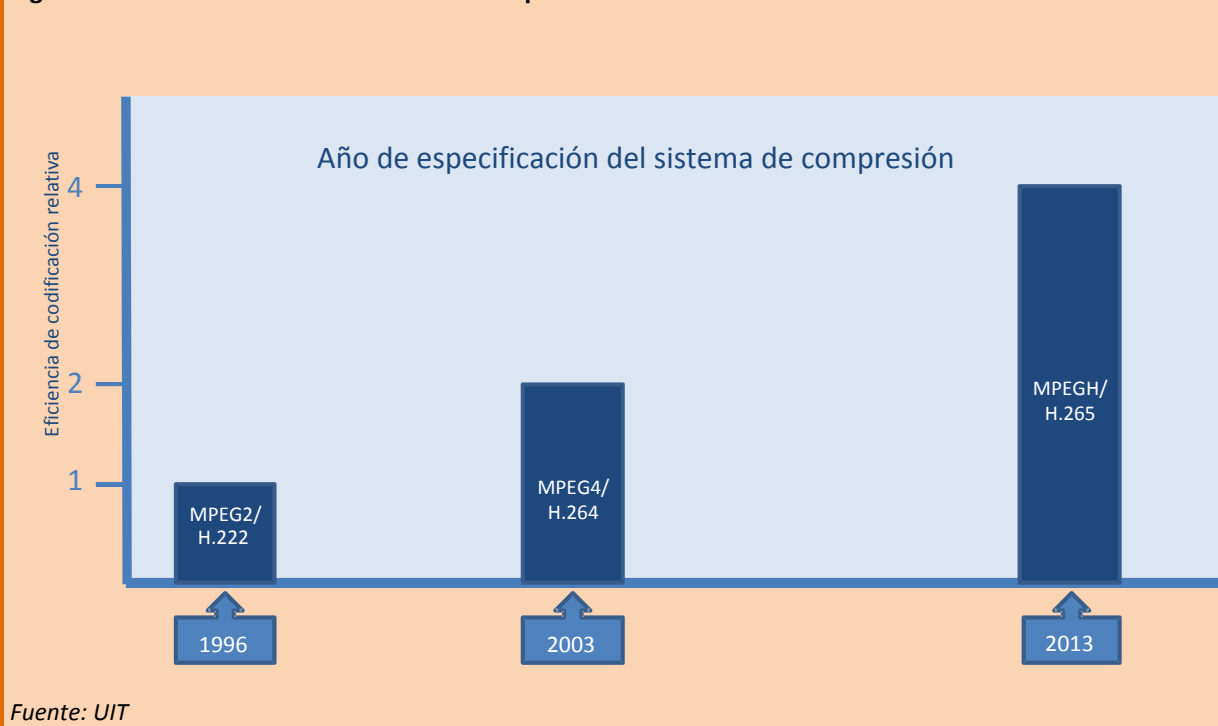 Año de especificación del sistema de compresión
Eficiencia de codificación relativa
4
2
1
MPEG2/
H.222
MPEG4/
H.264
MPEGH/
H.265
1996
2003
2013
Fuente: UIT